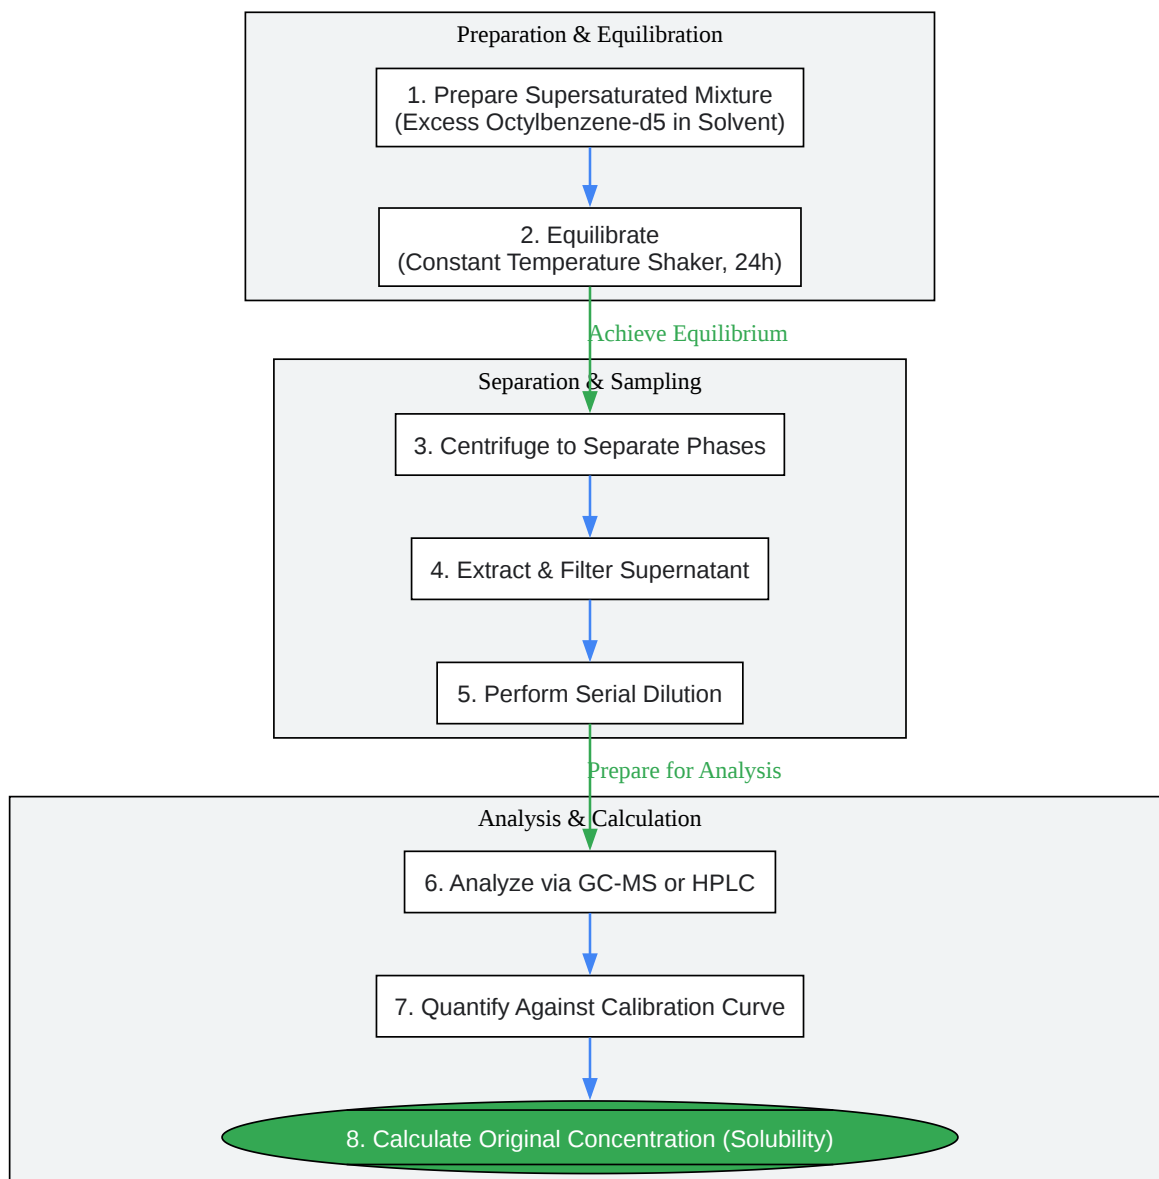 Preparation & Equilibration
1. Prepare Supersaturated Mixture
(Excess Octylbenzene-d5 in Solvent)
2. Equilibrate
(Constant Temperature Shaker, 24h)
Achieve Equilibrium
Separation & Sampling
3. Centrifuge to Separate Phases
4. Extract & Filter Supernatant
5. Perform Serial Dilution
Prepare for Analysis
Analysis & Calculation
6. Analyze via GC-MS or HPLC
7. Quantify Against Calibration Curve
8. Calculate Original Concentration (Solubility)